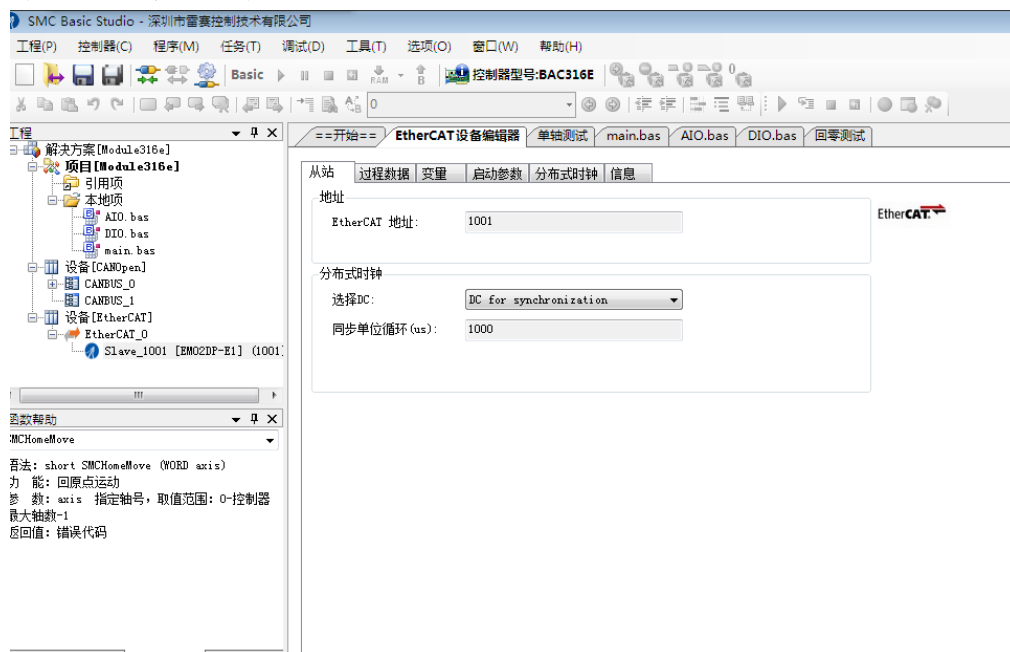 SMC Basic Studio - 深圳市雷赛控制技术有限公司
工程(P) 控制器(C) 程序(M) 任务(T) 调试(D) 工具(T) 选项(O) 窗口(W) 帮助(H)
Basic RAM B 控制器型号:BAC316E
0
工程
==开始== EtherCAT设备编辑器 单轴测试 main.bas AIO.bas DIO.bas 回零测试
解决方案[Module316e]
项目[Module316e]
引用项
本地项
AIO.bas
DIO.bas
main.bas
设备[CANOpen]
CANBUS_0
CANBUS_1
设备[EtherCAT]
EtherCAT_0
Slave_1001 [EM02DP-E1] (1001)
从站 过程数据 变量 启动参数 分布式时钟 信息
地址
EtherCAT 地址: 1001
EtherCAT
分布式时钟
选择DC: DC for synchronization
同步单位循环(us): 1000
函数帮助
SMCHomeMove
语法: short SMCHomeMove (WORD axis)
功 能: 回原点运动
参 数: axis 指定轴号, 取值范围: 0-控制器
最大轴数-1
返回值: 错误代码